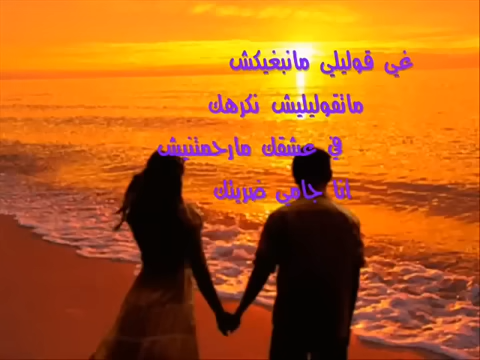 غي قوليلي مانبغيكش
ماتقوليليش نكرهك
في عشقك مارحمتنيش
انا جامي ضريتك